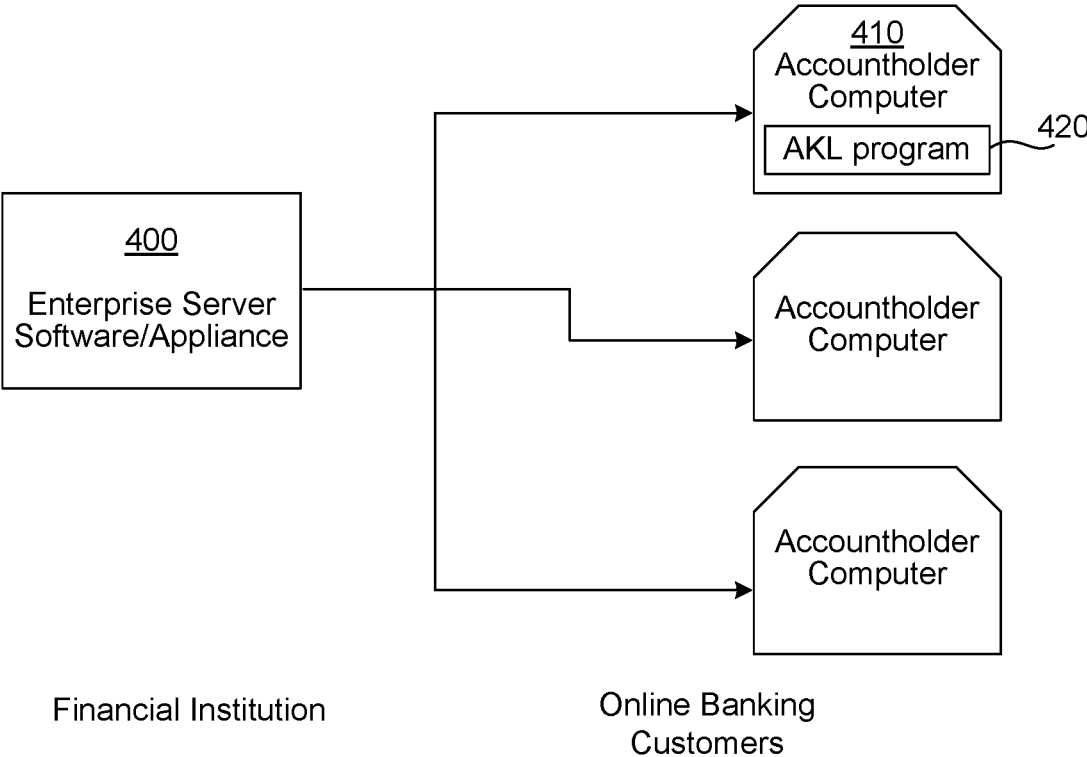 410
Accountholder
Computer
AKL program
420
400
Enterprise Server
Software/Appliance
Accountholder
Computer
Accountholder
Computer
Financial Institution
Online Banking
Customers